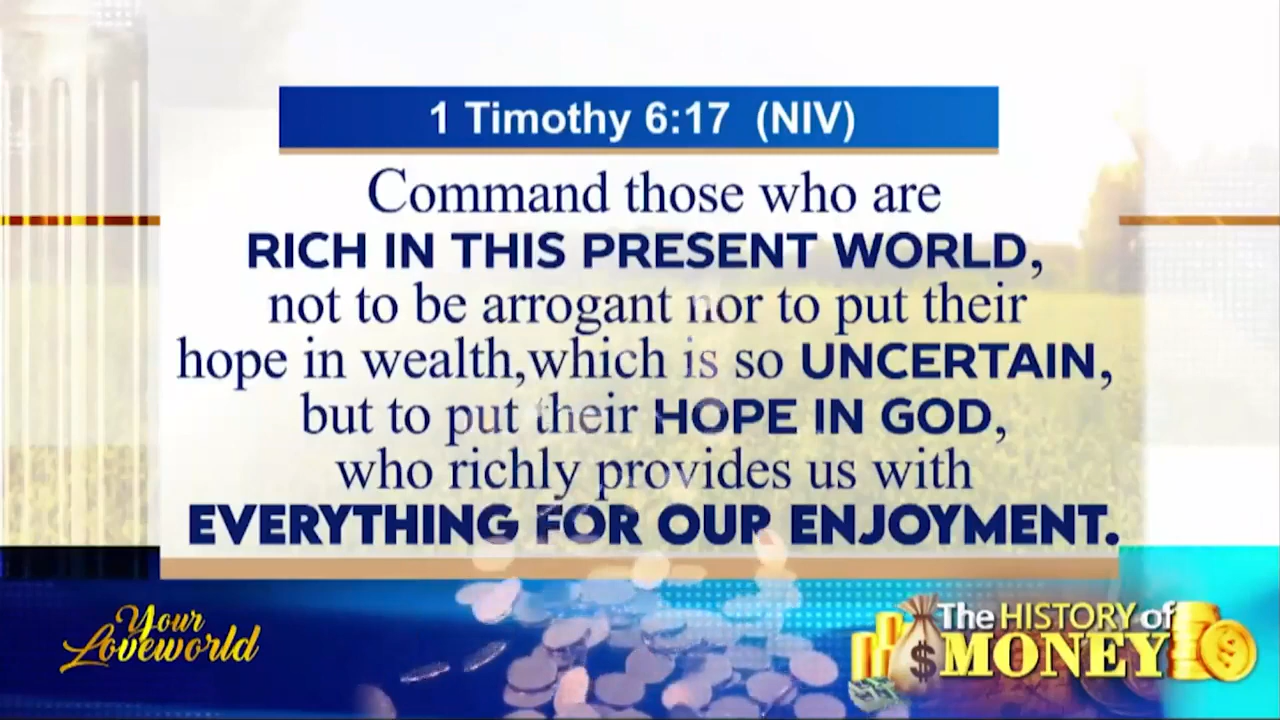 1 Timothy 6:17 (NIV)
Command those who are
RICH IN THIS PRESENT WORLD,
not to be arrogant nor to put their
hope in wealth,which is so UNCERTAIN,
but to put their HOPE IN GOD,
who richly provides us with
EVERYTHING FOR OUR ENJOYMENT.
Your
Loveworld
The HISTORY of
MONEY